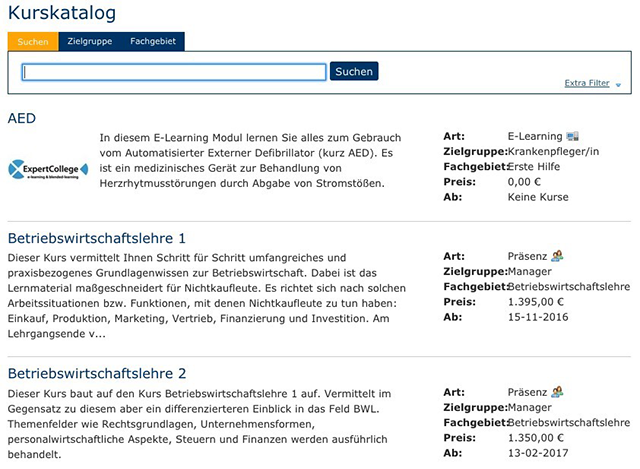 Kurskatalog
Suchen Zielgruppe Fachgebiet
Suchen
Extra Filter
AED
ExpertCollege
e-learning & blended-learning
In diesem E-Learning Modul lernen Sie alles zum Gebrauch
vom Automatisierter Externer Defibrillator (kurz AED). Es
ist ein medizinisches Gerät zur Behandlung von
Herzrhytmusstörungen durch Abgabe von Stromstößen.
Art: E-Learning
Zielgruppe: Krankenpfleger/in
Fachgebiet: Erste Hilfe
Preis: 0,00 €
Ab: Keine Kurse
Betriebswirtschaftslehre 1
Dieser Kurs vermittelt Ihnen Schritt für Schritt umfangreiches und
praxisbezogenes Grundlagenwissen zur Betriebswirtschaft. Dabei ist das
Lernmaterial maßgeschneidert für Nichtkaufleute. Es richtet sich nach solchen
Arbeitssituationen bzw. Funktionen, mit denen Nichtkaufleute zu tun haben:
Einkauf, Produktion, Marketing, Vertrieb, Finanzierung und Investition. Am
Lehrgangsende v...
Art: Präsenz
Zielgruppe: Manager
Fachgebiet: Betriebswirtschaftslehre
Preis: 1.395,00 €
Ab: 15-11-2016
Betriebswirtschaftslehre 2
Dieser Kurs baut auf den Kurs Betriebswirtschaftslehre 1 auf. Vermittelt im
Gegensatz zu diesem aber ein differenzierteren Einblick in das Feld BWL.
Themenfelder wie Rechtsgrundlagen, Unternehmensformen,
personalwirtschaftliche Aspekte, Steuern und Finanzen werden ausführlich
behandelt.
Art: Präsenz
Zielgruppe: Manager
Fachgebiet: Betriebswirtschaftslehre
Preis: 1.350,00 €
Ab: 13-02-2017